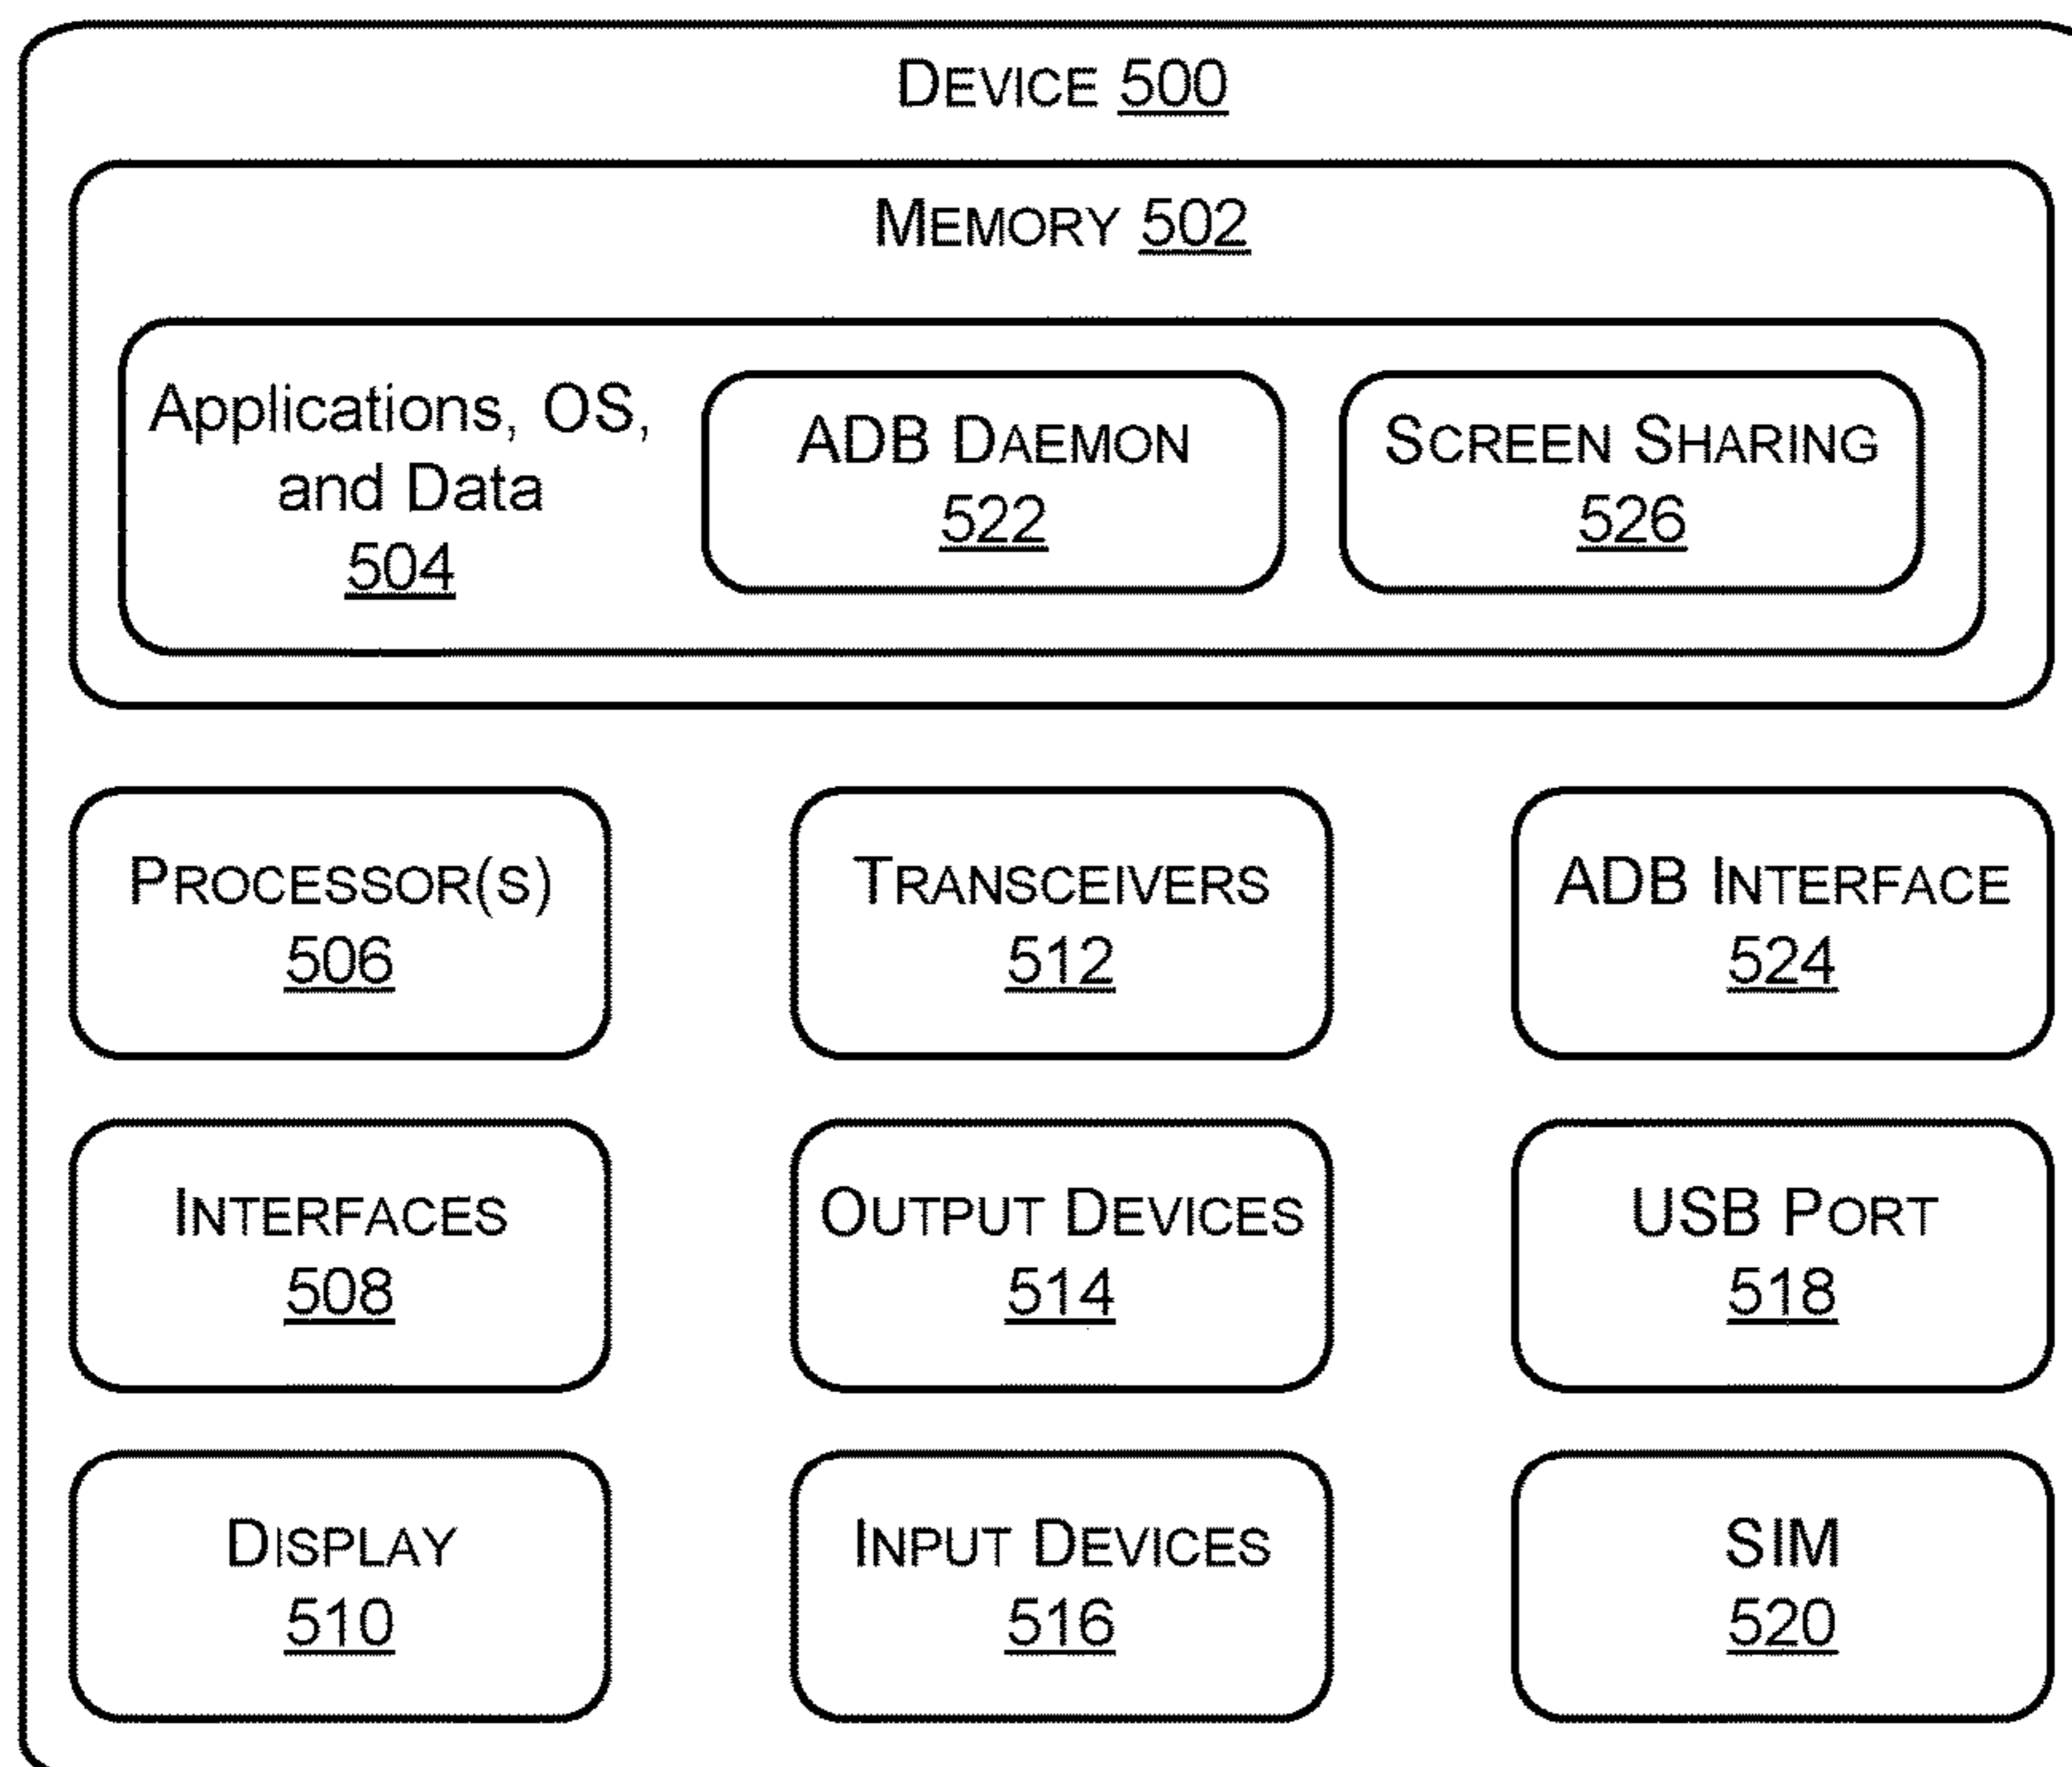 DEVICE 500
MEMORY 502
Applications, OS,
and Data
504
ADB DAEMON
522
SCREEN SHARING
526
PROCESSOR(S)
506
TRANSCEIVERS
512
ADB INTERFACE
524
INTERFACES
508
OUTPUT DEVICES
514
USB PORT
518
DISPLAY
510
INPUT DEVICES
516
SIM
520